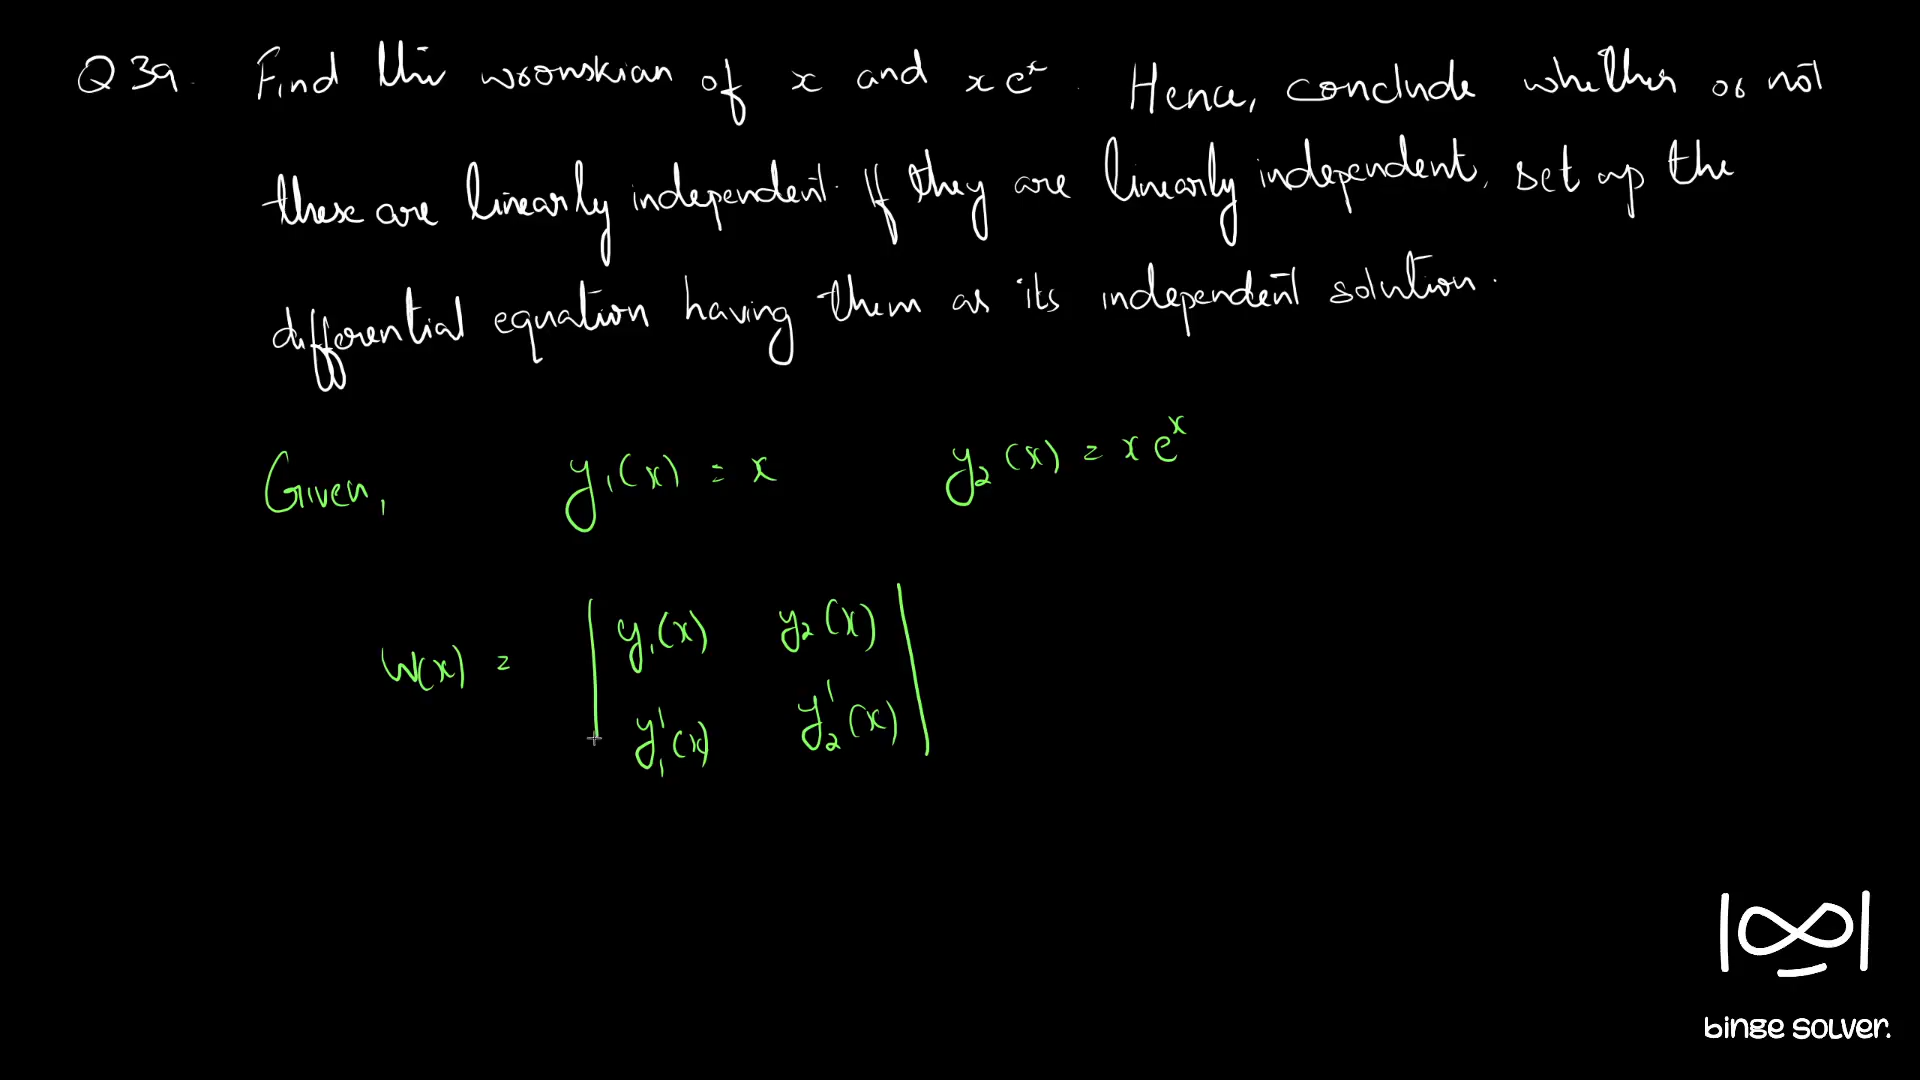 Q 39. Find the wronskian of x and x eˣ. Hence, conclude whether or not
these are linearly independent. If they are linearly independent, set up the
differential equation having them as its independent solution.
Given, y₁(x) = x y₂(x) = x eˣ
W(x) = | y₁(x) y₂(x) |
| y₁'(x) y₂'(x) |
binge solver.